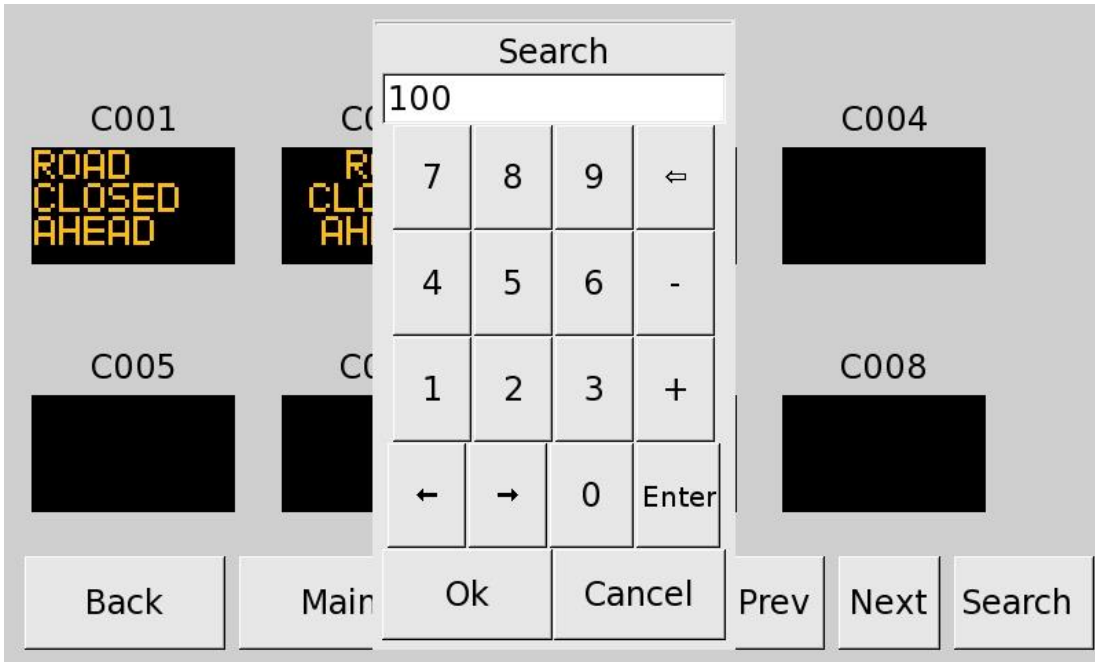 Search
100
C001
C004
ROAD
CLOSED
AHEAD
7 8 9 ⇦
4 5 6 -
C005
C008
1 2 3 +
← → 0 Enter
Ok Cancel
Back Main Prev Next Search